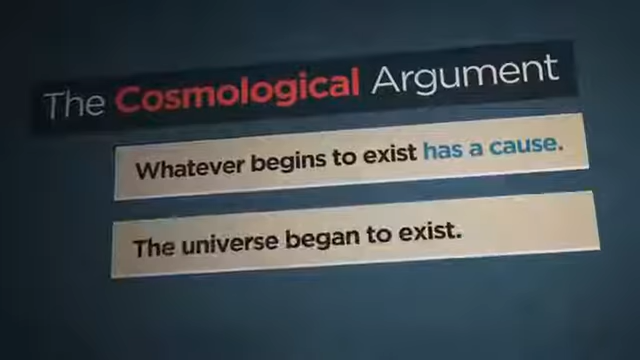 The Cosmological Argument
Whatever begins to exist has a cause.
The universe began to exist.